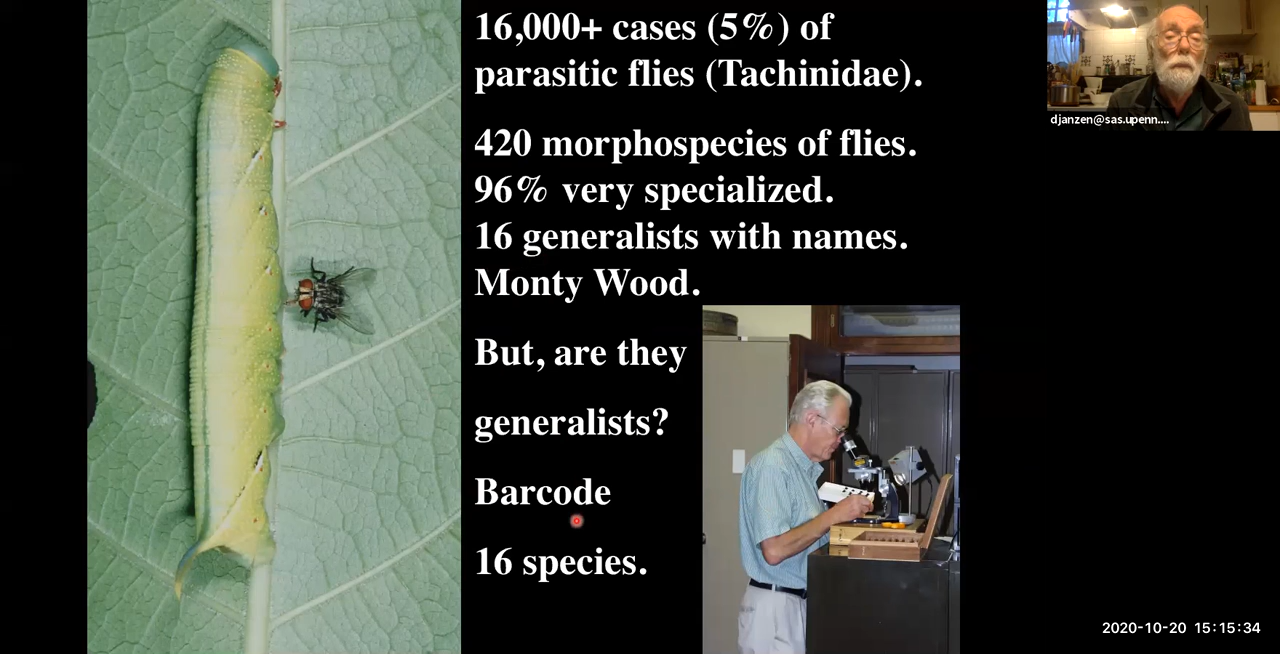 16,000+ cases (5%) of
parasitic flies (Tachinidae).
420 morphospecies of flies.
96% very specialized.
16 generalists with names.
Monty Wood.
But, are they
generalists?
Barcode
16 species.
djanzen@sas.upenn....
2020-10-20 15:15:34